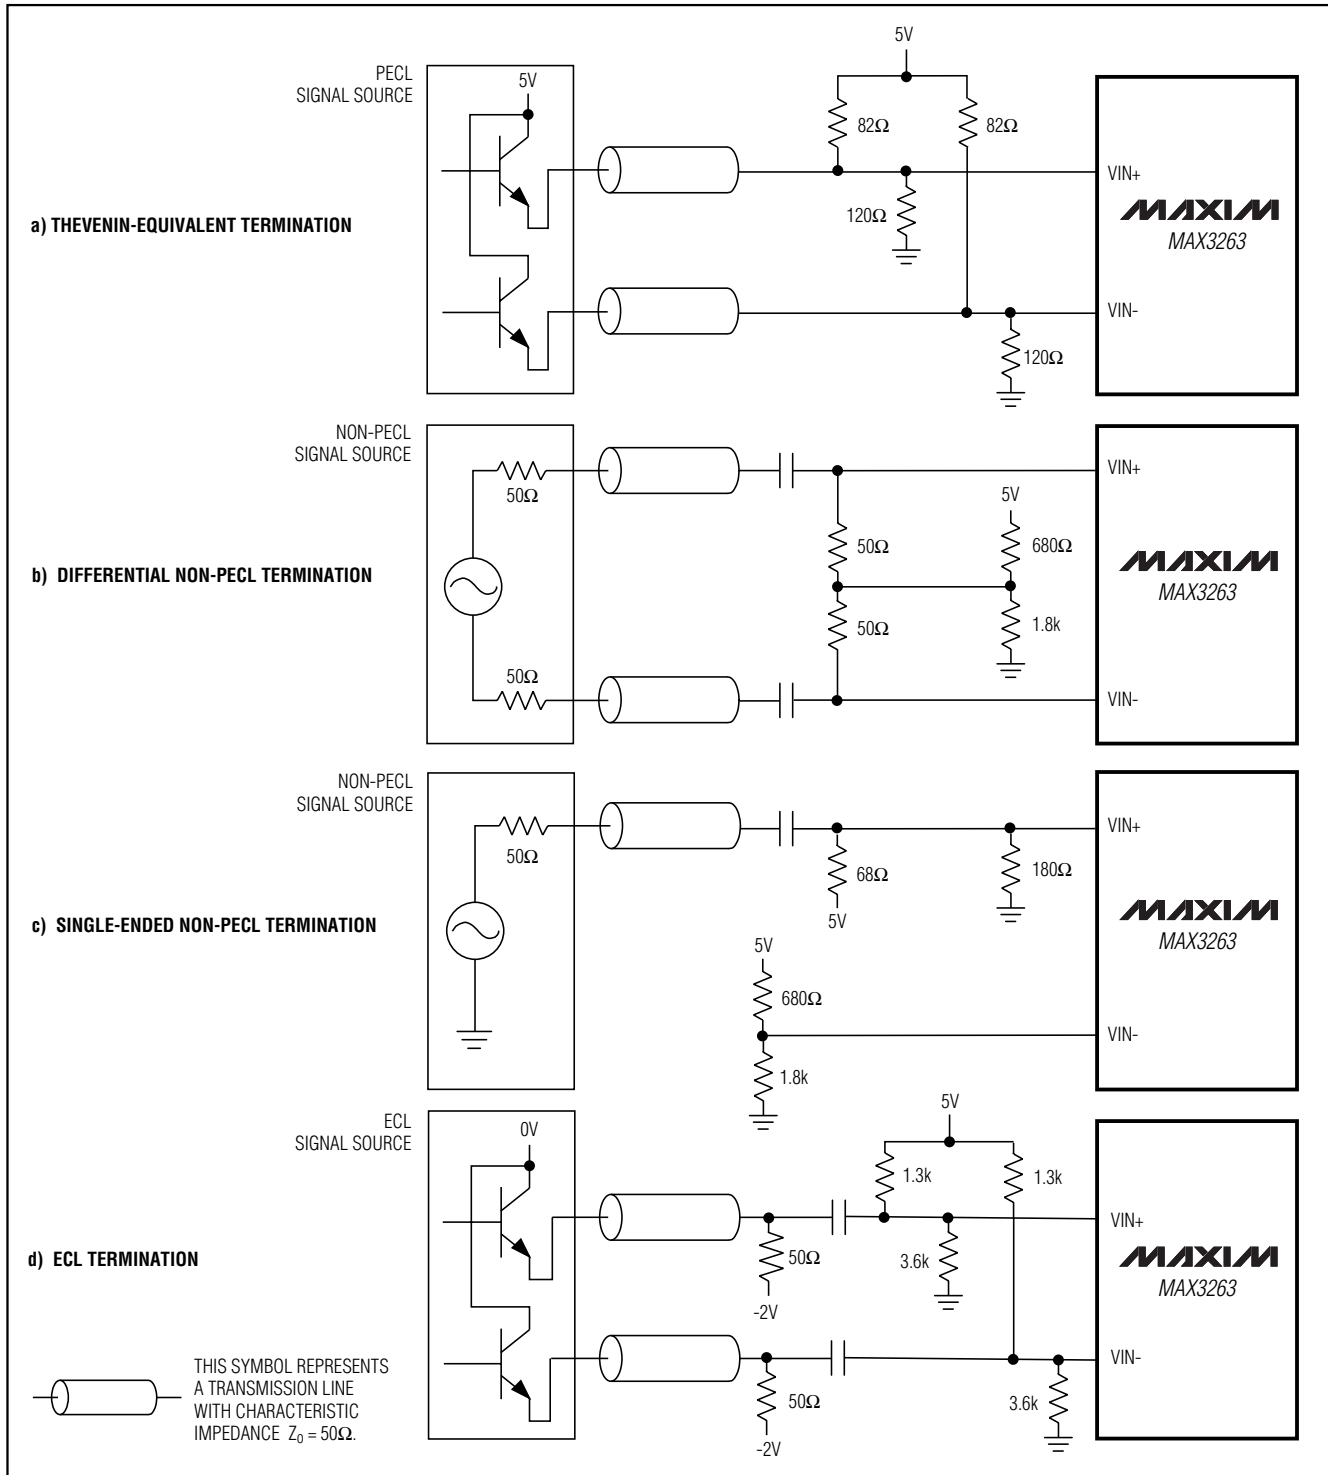 5V
PECL
SIGNAL SOURCE
5V
82Ω
82Ω
VIN+
a) THEVENIN-EQUIVALENT TERMINATION
120Ω
MAXIM
MAX3263
VIN-
120Ω
NON-PECL
SIGNAL SOURCE
VIN+
50Ω
5V
50Ω
680Ω
b) DIFFERENTIAL NON-PECL TERMINATION
MAXIM
MAX3263
50Ω
1.8k
50Ω
VIN-
NON-PECL
SIGNAL SOURCE
VIN+
50Ω
68Ω
180Ω
5V
c) SINGLE-ENDED NON-PECL TERMINATION
MAXIM
MAX3263
5V
680Ω
VIN-
1.8k
ECL
SIGNAL SOURCE
0V
5V
1.3k
1.3k
VIN+
d) ECL TERMINATION
50Ω
3.6k
MAXIM
MAX3263
-2V
VIN-
THIS SYMBOL REPRESENTS
A TRANSMISSION LINE
WITH CHARACTERISTIC
IMPEDANCE Z₀ = 50Ω.
50Ω
3.6k
-2V